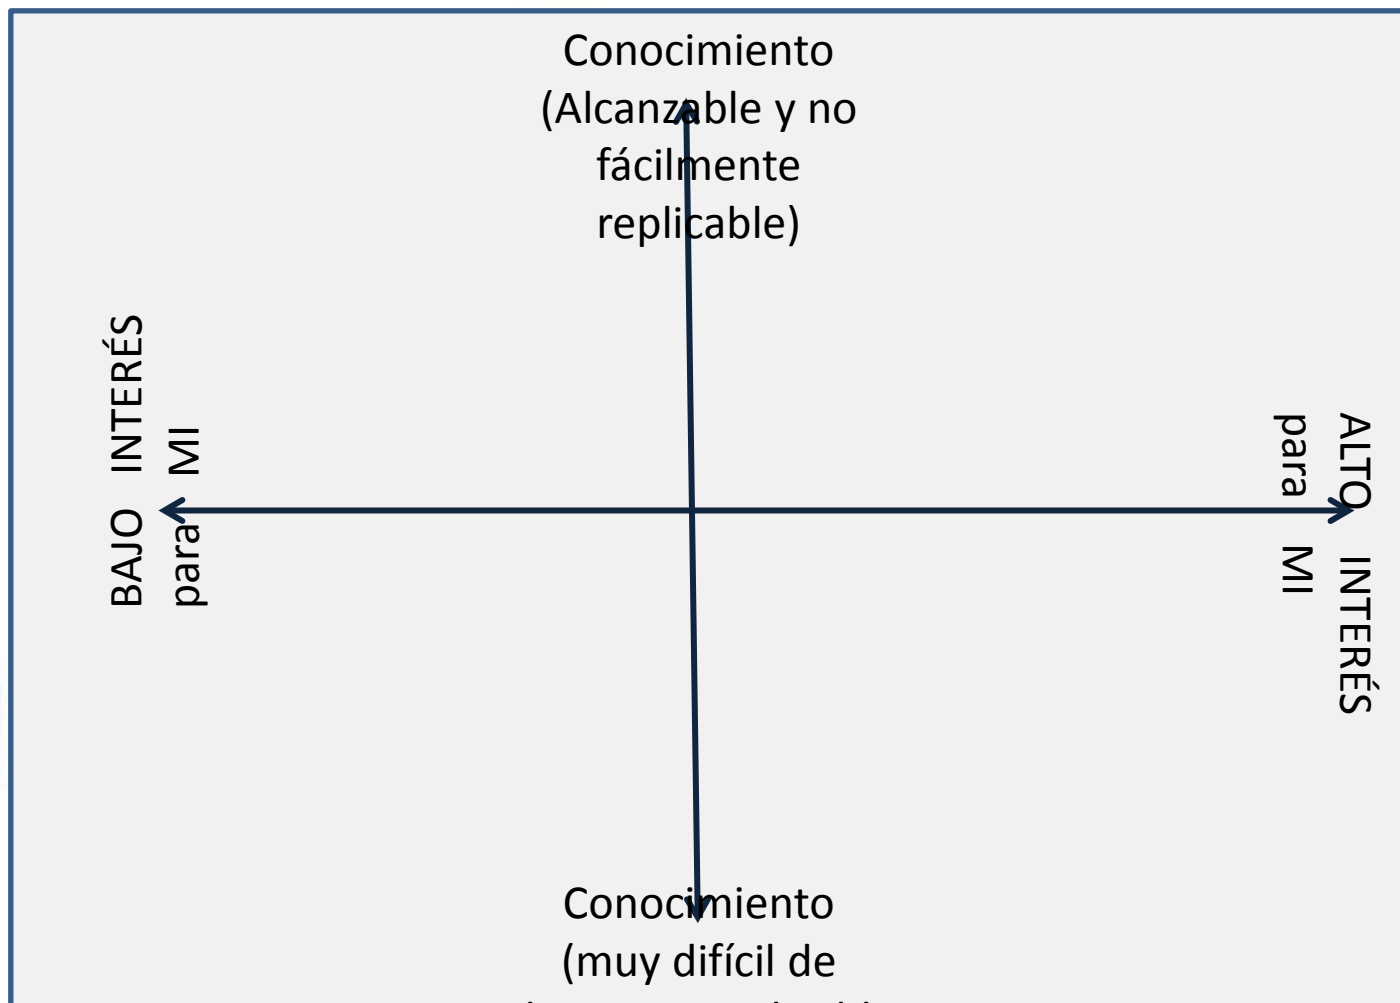 Conocimiento
(Alcanzable y no
fácilmente
replicable)
BAJO INTERÉS
para MI
ALTO INTERÉS
para MI
Conocimiento
(muy difícil de